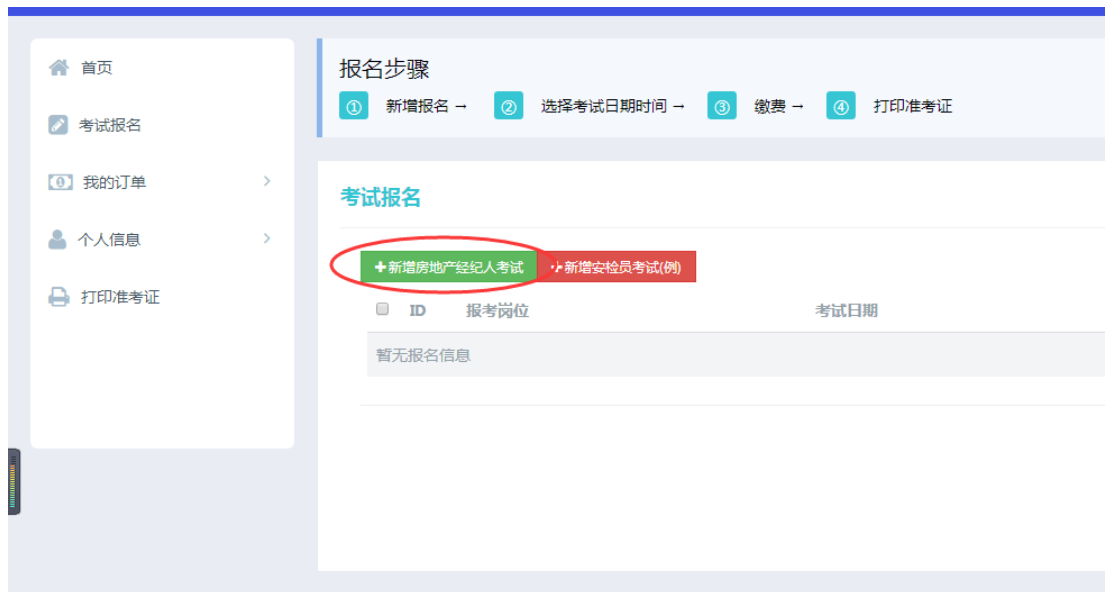 首页
考试报名
我的订单
个人信息
打印准考证
报名步骤
① 新增报名 → ② 选择考试日期时间 → ③ 缴费 → ④ 打印准考证
考试报名
+新增房地产经纪人考试 +新增安检员考试(例)
ID 报考岗位 考试日期
暂无报名信息